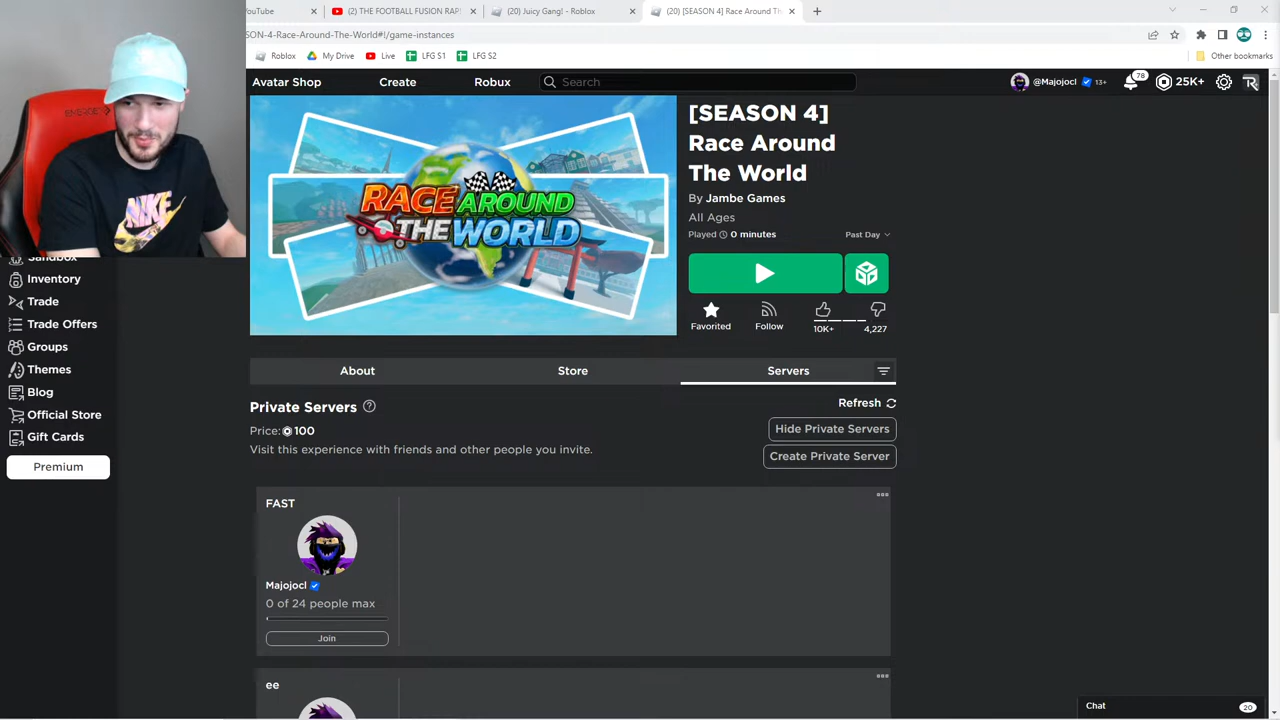 YouTube
(2) THE FOOTBALL FUSION RAP!
(20) Juicy Gang! - Roblox
(20) [SEASON 4] Race Around Th
SON-4-Race-Around-The-World#!/game-instances
Roblox
My Drive
Live
LFG S1
LFG S2
Other bookmarks
Avatar Shop
Create
Robux
Search
@Majojocl
13+
78
25K+
EMERGE
NIKE
RACE AROUND
THE WORLD
[SEASON 4]
Race Around
The World
By Jambe Games
All Ages
Played 0 minutes
Past Day
Favorited
Follow
10K+
4,227
Sandbox
Inventory
Trade
Trade Offers
Groups
Themes
Blog
Official Store
Gift Cards
Premium
About
Store
Servers
Private Servers
Refresh
Price: 100
Hide Private Servers
Visit this experience with friends and other people you invite.
Create Private Server
FAST
Majojocl
0 of 24 people max
Join
ee
Chat
20